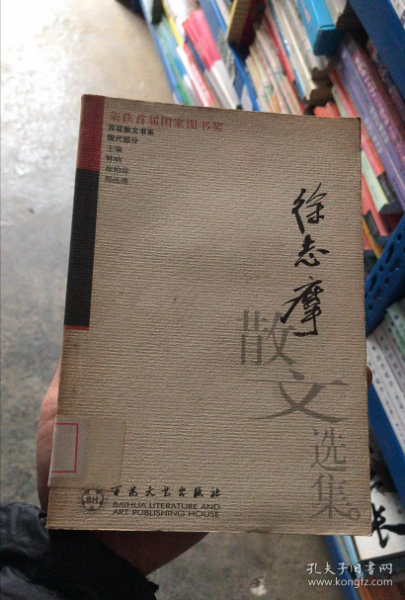 荣获首届国家图书奖
百花散文书系
现代部分
主编
林呐
徐柏容
郑法清
徐志摩
散文
选集
百花文艺出版社
BAIHUA LITERATURE AND
ART PUBLISHING HOUSE
BH
孔夫子旧书网
www.kongfz.com